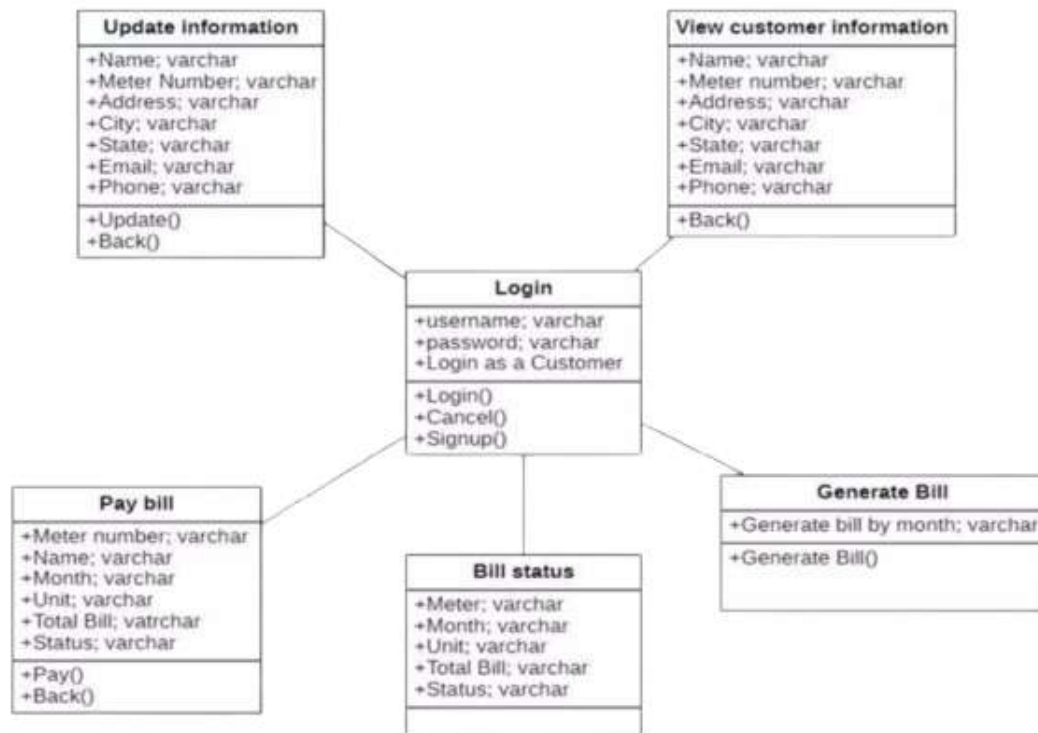 Update information
+Name; varchar
+Meter Number; varchar
+Address; varchar
+City; varchar
+State; varchar
+Email; varchar
+Phone; varchar
+Update()
+Back()
View customer information
+Name; varchar
+Meter number; varchar
+Address; varchar
+City; varchar
+State; varchar
+Email; varchar
+Phone; varchar
+Back()
Login
+username; varchar
+password; varchar
+Login as a Customer
+Login()
+Cancel()
+Signup()
Pay bill
+Meter number; varchar
+Name; varchar
+Month; varchar
+Unit; varchar
+Total Bill; vatrchar
+Status; varchar
+Pay()
+Back()
Bill status
+Meter; varchar
+Month; varchar
+Unit; varchar
+Total Bill; varchar
+Status; varchar
Generate Bill
+Generate bill by month; varchar
+Generate Bill()